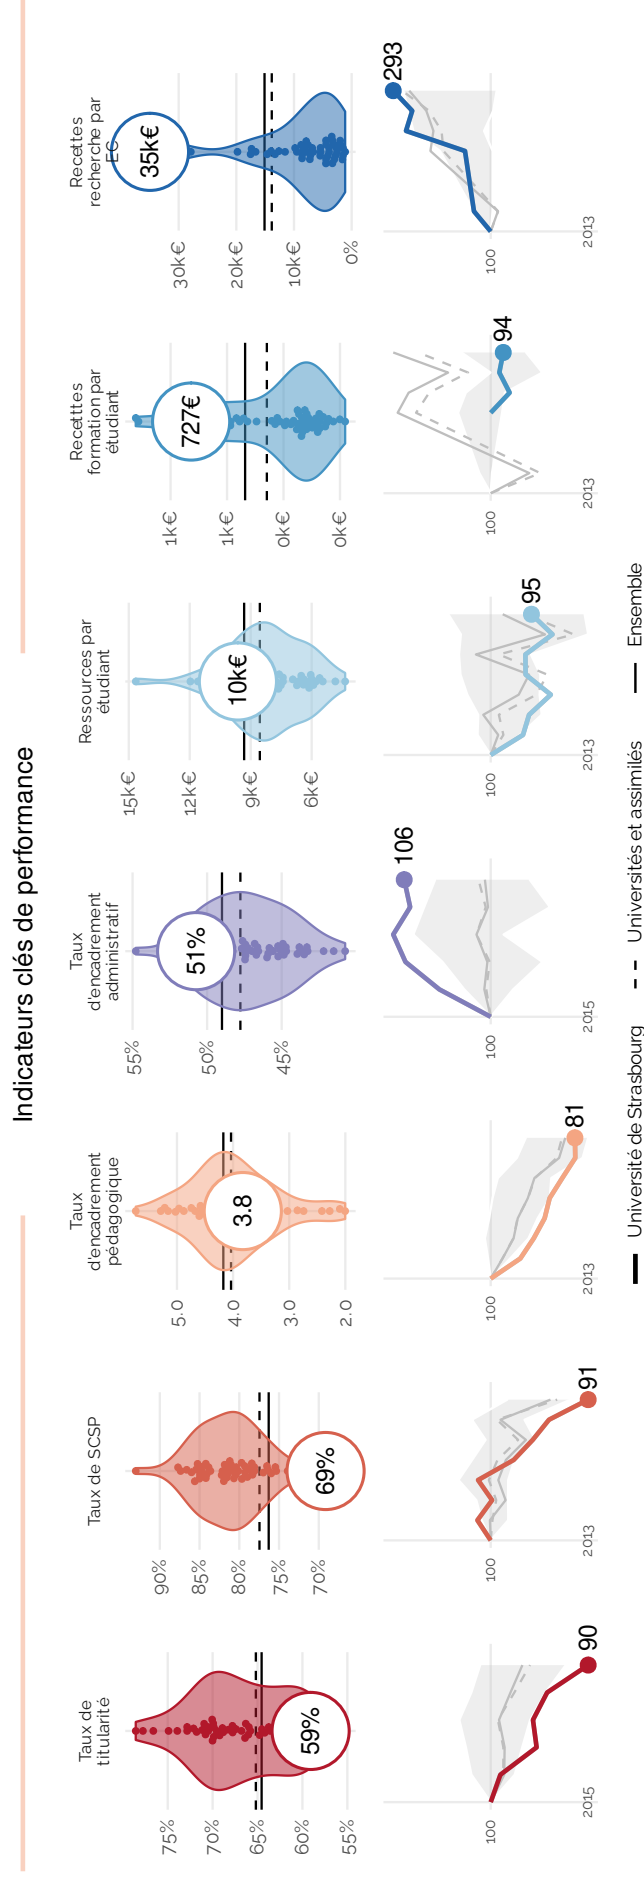 Indicateurs clés de performance
Taux de
titularité
75%
70%
65%
60%
55%
59%
100
2015
90
Taux de SCSP
90%
85%
80%
75%
70%
69%
100
2013
91
Taux
d'encadrement
pédagogique
5.0
4.0
3.0
2.0
3.8
100
2013
81
Taux
d'encadrement
administratif
55%
50%
45%
51%
100
2015
106
Ressources par
étudiant
15k€
12k€
9k€
6k€
10k€
100
2013
95
Recetttes
formation par
étudiant
1k€
1k€
0k€
0k€
727€
100
2013
94
Recettes
recherche par
EC
30k€
20k€
10k€
0%
35k€
100
2013
293
Université de Strasbourg
Universités et assimilés
Ensemble